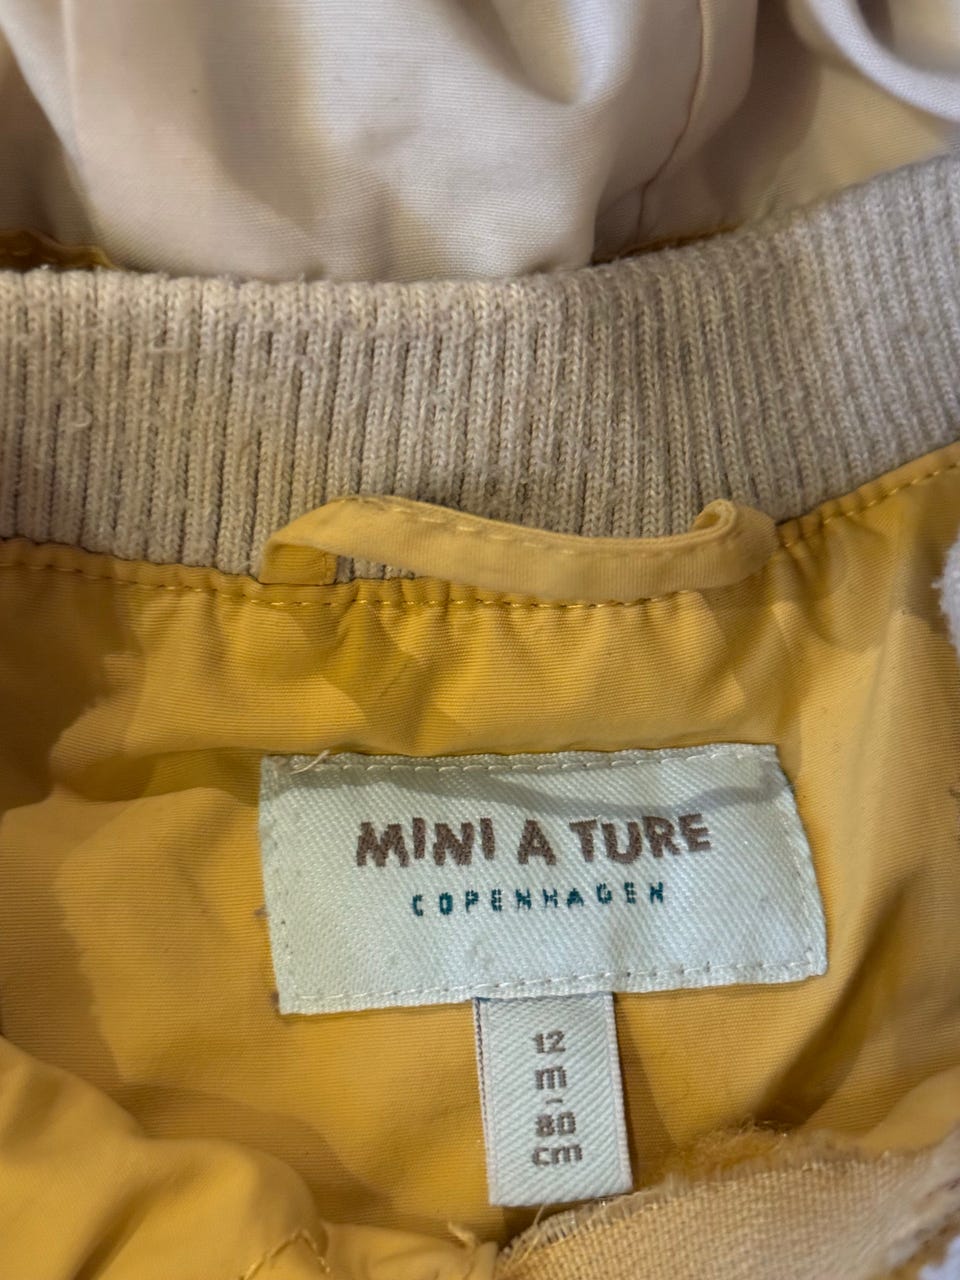 MINI A TURE
COPENHAGEN
12
m
-
80
cm